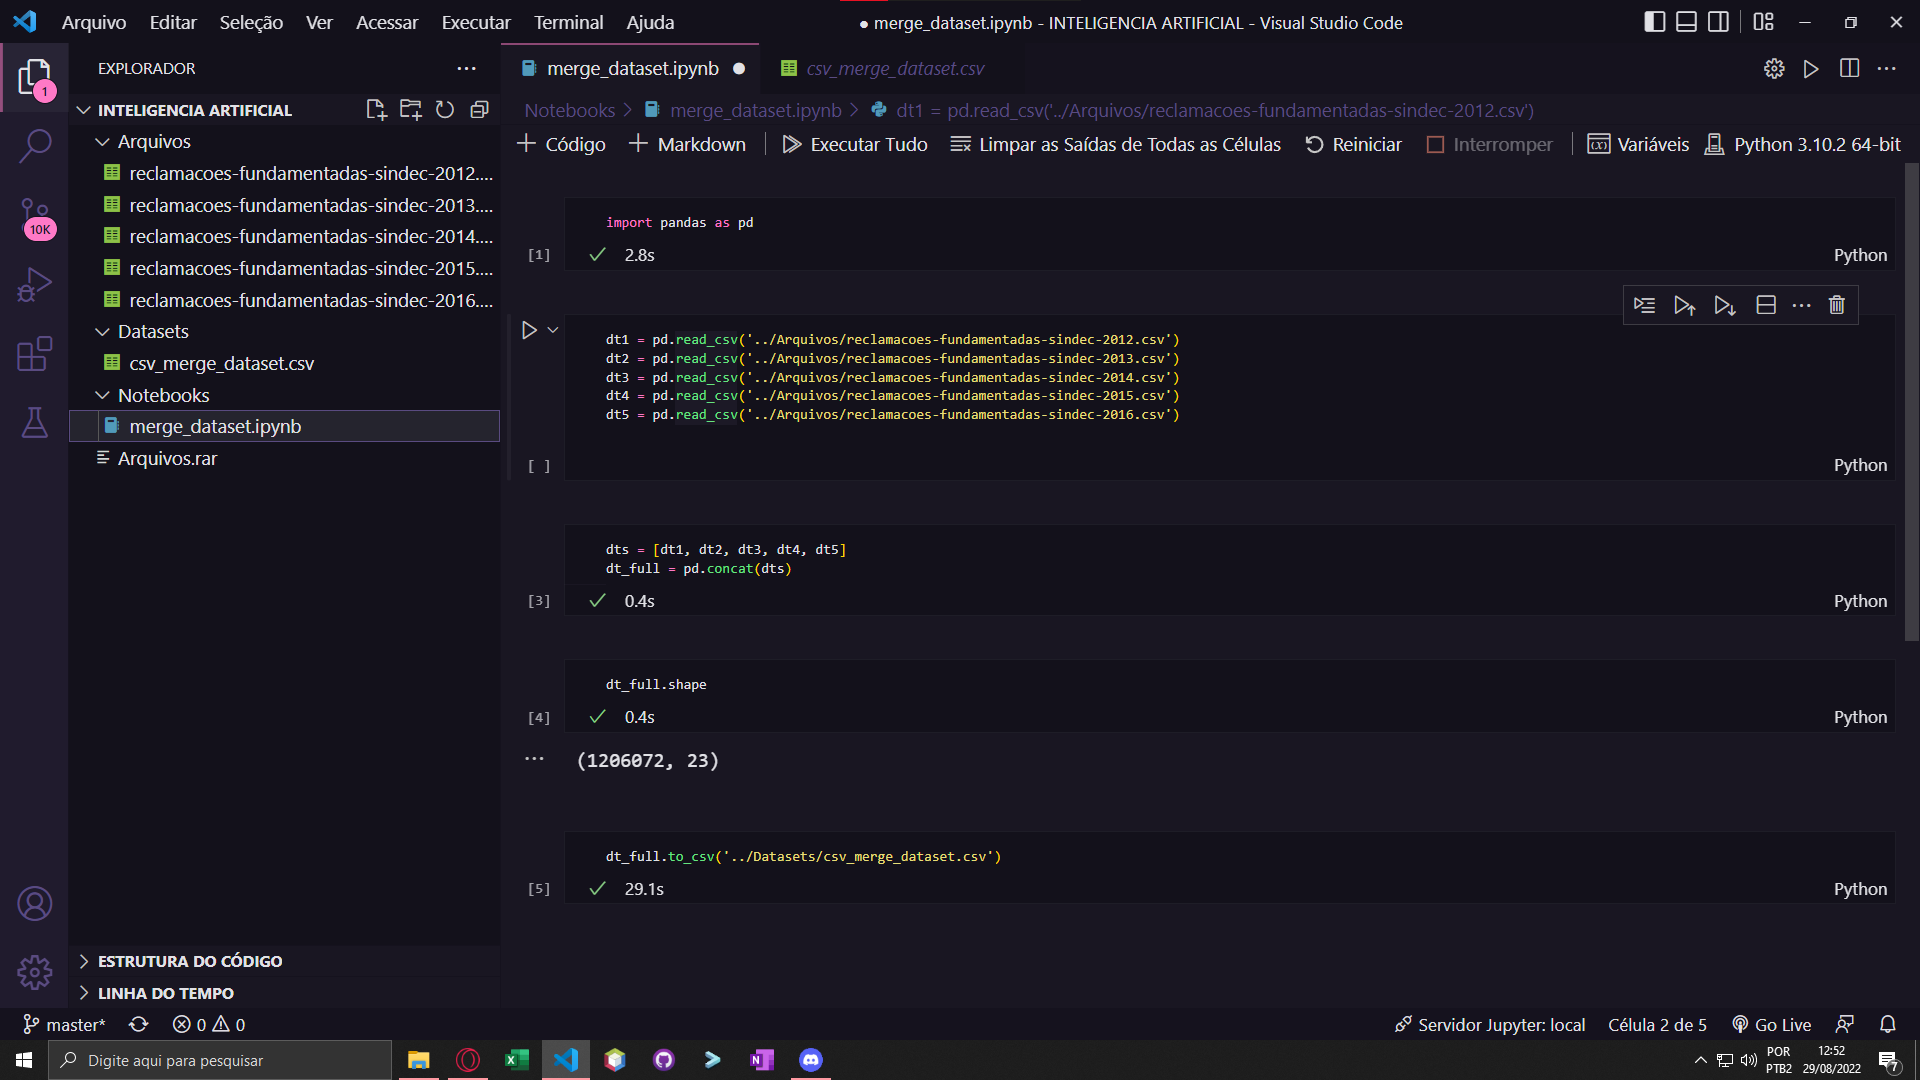 Arquivo Editar Seleção Ver Acessar Executar Terminal Ajuda
● merge_dataset.ipynb - INTELIGENCIA ARTIFICIAL - Visual Studio Code
EXPLORADOR
1
INTELIGENCIA ARTIFICIAL
Arquivos
reclamacoes-fundamentadas-sindec-2012....
reclamacoes-fundamentadas-sindec-2013....
10K
reclamacoes-fundamentadas-sindec-2014....
reclamacoes-fundamentadas-sindec-2015....
reclamacoes-fundamentadas-sindec-2016....
Datasets
csv_merge_dataset.csv
Notebooks
merge_dataset.ipynb
Arquivos.rar
ESTRUTURA DO CÓDIGO
LINHA DO TEMPO
merge_dataset.ipynb
csv_merge_dataset.csv
Notebooks > merge_dataset.ipynb > dt1 = pd.read_csv('../Arquivos/reclamacoes-fundamentadas-sindec-2012.csv')
Código Markdown Executar Tudo Limpar as Saídas de Todas as Células Reiniciar Interromper Variáveis Python 3.10.2 64-bit
import pandas as pd
[1] 2.8s Python
dt1 = pd.read_csv('../Arquivos/reclamacoes-fundamentadas-sindec-2012.csv')
dt2 = pd.read_csv('../Arquivos/reclamacoes-fundamentadas-sindec-2013.csv')
dt3 = pd.read_csv('../Arquivos/reclamacoes-fundamentadas-sindec-2014.csv')
dt4 = pd.read_csv('../Arquivos/reclamacoes-fundamentadas-sindec-2015.csv')
dt5 = pd.read_csv('../Arquivos/reclamacoes-fundamentadas-sindec-2016.csv')
[ ] Python
dts = [dt1, dt2, dt3, dt4, dt5]
dt_full = pd.concat(dts)
[3] 0.4s Python
dt_full.shape
[4] 0.4s Python
... (1206072, 23)
dt_full.to_csv('../Datasets/csv_merge_dataset.csv')
[5] 29.1s Python
master* 0 0
Servidor Jupyter: local Célula 2 de 5 Go Live
Digite aqui para pesquisar
POR
PTB2
12:52
29/08/2022
7